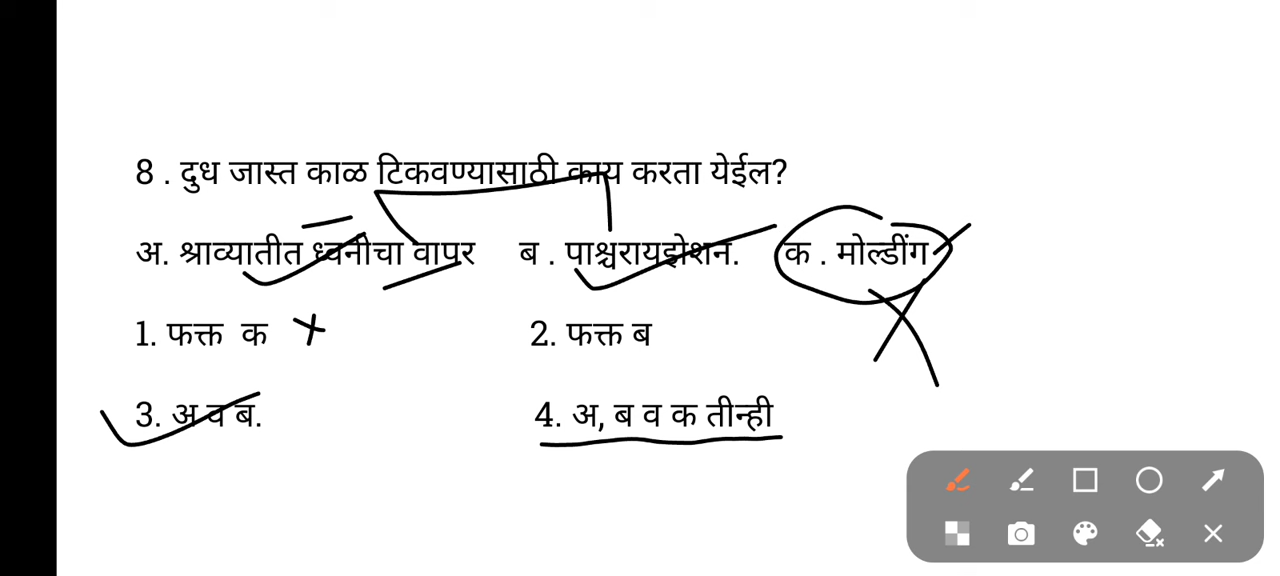 8 . दुध जास्त काळ टिकवण्यासाठी काय करता येईल?
अ. श्राव्यातीत ध्वनीचा वापर ब . पाश्चरायझेशन. क . मोल्डींग
1. फक्त क 2. फक्त ब
3. अ व ब. 4. अ, ब व क तीन्ही